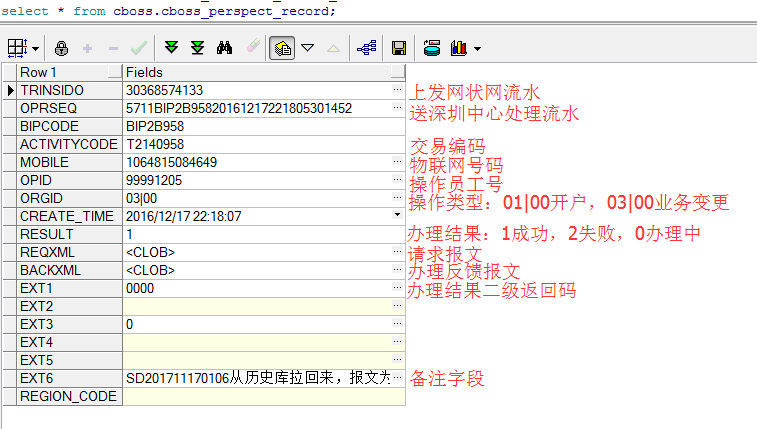 select * from cboss.cboss_perspect_record;
Row 1 Fields
TRINSIDO 30368574133 上发网状网流水
OPRSEQ 5711BIP2B95820161217221805301452 送深圳中心处理流水
BIPCODE BIP2B958
ACTIVITYCODE T2140958 交易编码
MOBILE 1064815084649 物联网号码
OPID 99991205 操作员工号
ORGID 03|00 操作类型：01|00开户，03|00业务变更
CREATE_TIME 2016/12/17 22:18:07
RESULT 1 办理结果：1成功，2失败，0办理中
REQXML <CLOB> 请求报文
BACKXML <CLOB> 办理反馈报文
EXT1 0000 办理结果二级返回码
EXT2
EXT3 0
EXT4
EXT5
EXT6 SD201711170106从历史库拉回来，报文为 备注字段
REGION_CODE